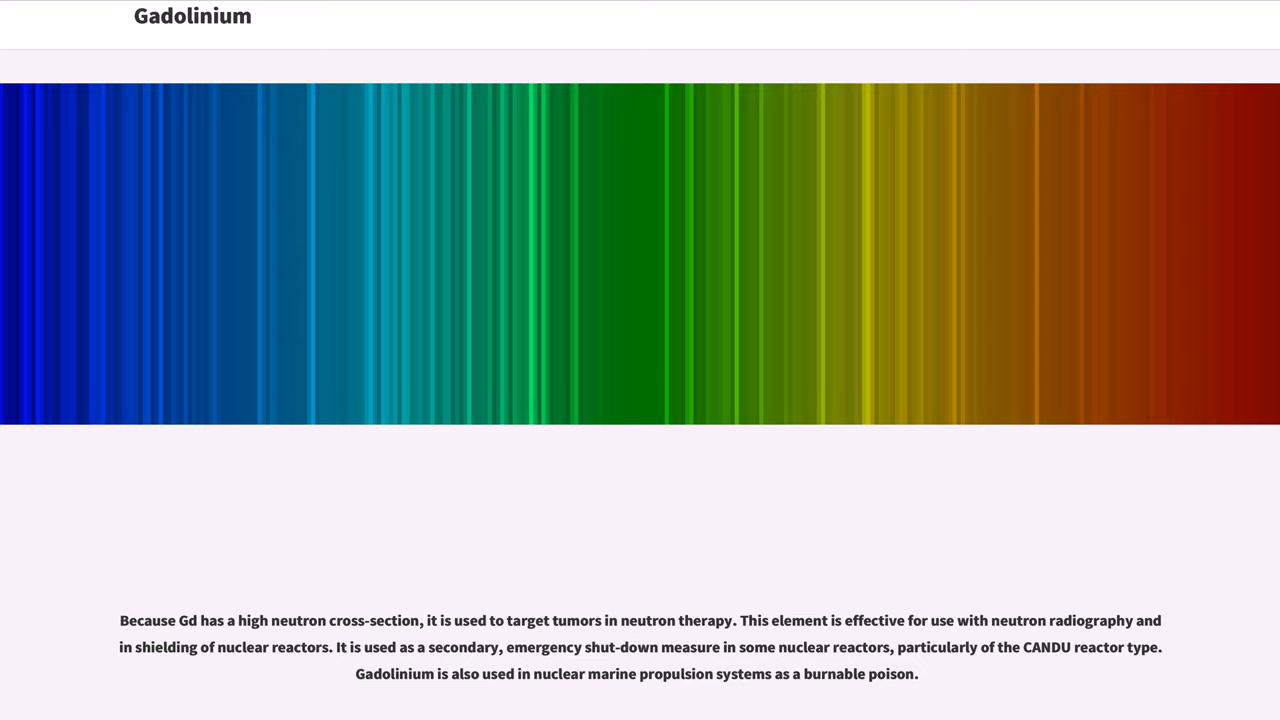 Gadolinium
Because Gd has a high neutron cross-section, it is used to target tumors in neutron therapy. This element is effective for use with neutron radiography and
in shielding of nuclear reactors. It is used as a secondary, emergency shut-down measure in some nuclear reactors, particularly of the CANDU reactor type.
Gadolinium is also used in nuclear marine propulsion systems as a burnable poison.